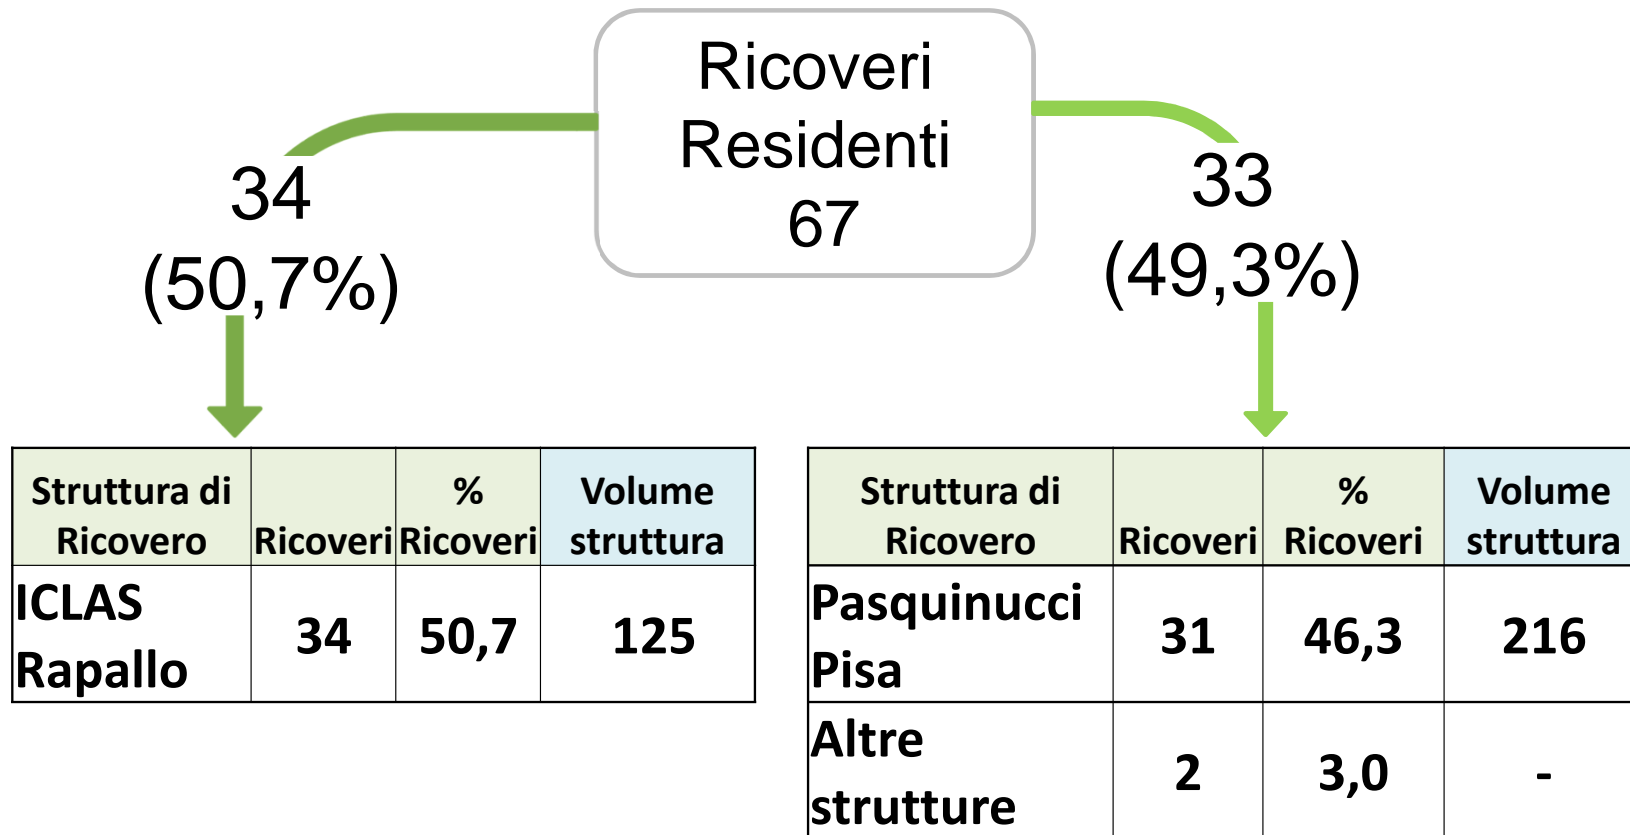 Ricoveri
Residenti
67
34
(50,7%)
33
(49,3%)
Struttura di
Ricovero
Ricoveri
%
Ricoveri
Volume
struttura
ICLAS
Rapallo
34
50,7
125
Struttura di
Ricovero
Ricoveri
%
Ricoveri
Volume
struttura
Pasquinucci
Pisa
31
46,3
216
Altre
strutture
2
3,0
-